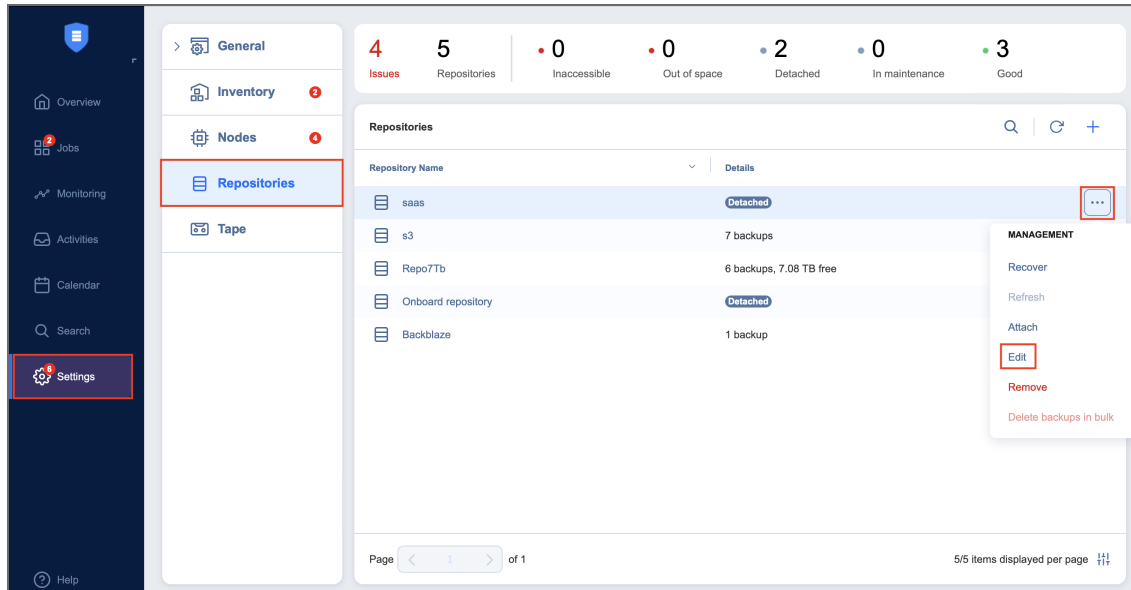 Overview
2
Jobs
Monitoring
Activities
Calendar
Search
6
Settings
Help
General
Inventory 2
Nodes 4
Repositories
Tape
4 5 0 0 2 0 3
Issues Repositories Inaccessible Out of space Detached In maintenance Good
Repositories
Repository Name Details
saas Detached
s3 7 backups
Repo7Tb 6 backups, 7.08 TB free
Onboard repository Detached
Backblaze 1 backup
MANAGEMENT
Recover
Refresh
Attach
Edit
Remove
Delete backups in bulk
Page 1 of 1 5/5 items displayed per page